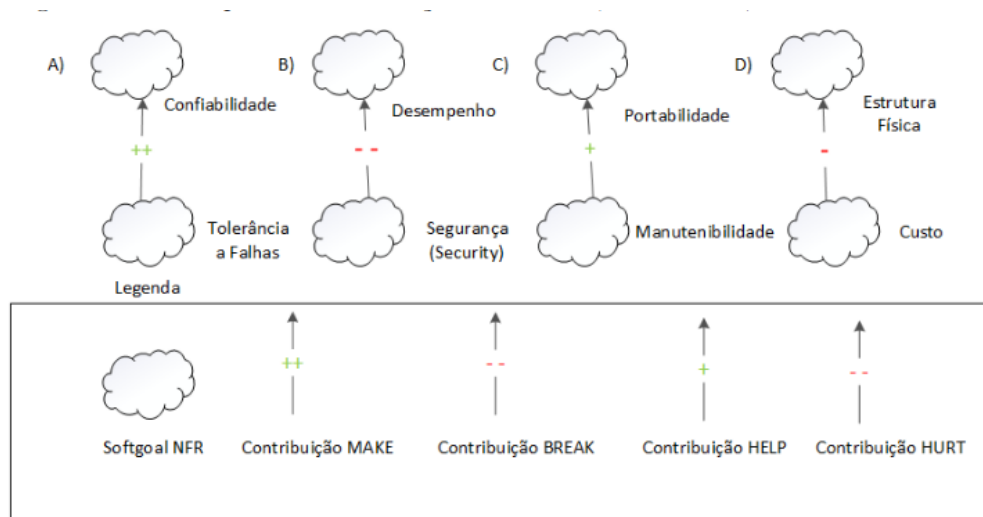 A)
B)
C)
D)
Confiabilidade
Desempenho
Portabilidade
Estrutura
Física
++
- -
+
-
Tolerância
a Falhas
Segurança
(Security)
Manutenibilidade
Custo
Legenda
++
- -
+
- -
Softgoal NFR
Contribuição MAKE
Contribuição BREAK
Contribuição HELP
Contribuição HURT